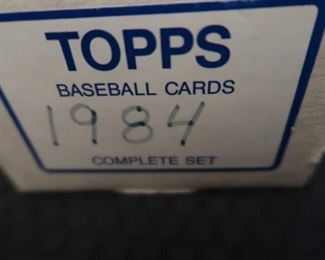 TOPPS
BASEBALL CARDS
1984
COMPLETE SET